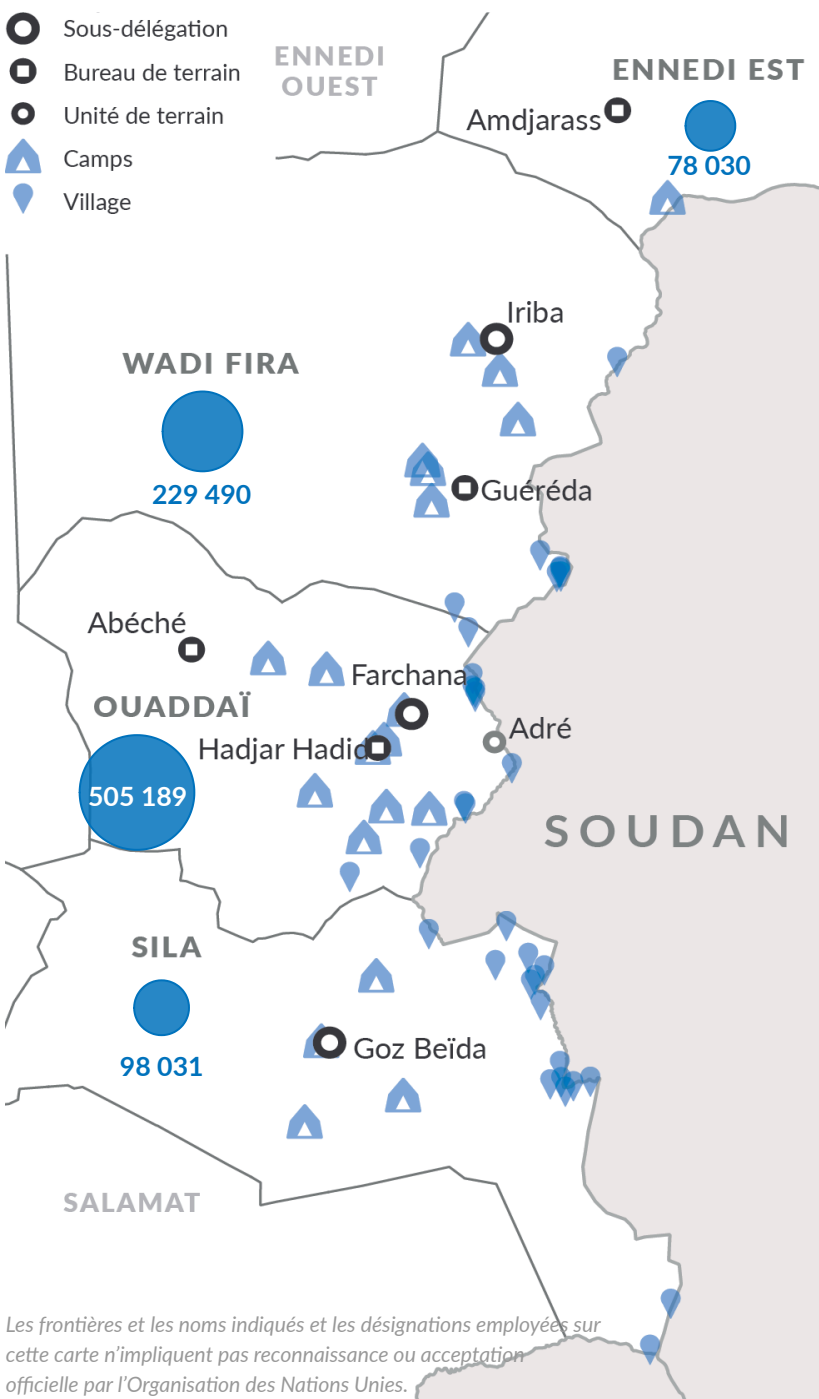 Sous-délégation
Bureau de terrain
Unité de terrain
Camps
Village
ENNEDI
OUEST
ENNEDI EST
Amdjarass
78 030
Iriba
WADI FIRA
229 490
Guéréda
Abéché
Farchana
OUADDAÏ
Adré
Hadjar Hadid
505 189
SOUDAN
SILA
Goz Beïda
98 031
SALAMAT
Les frontières et les noms indiqués et les désignations employées sur
cette carte n'impliquent pas reconnaissance ou acceptation
officielle par l'Organisation des Nations Unies.